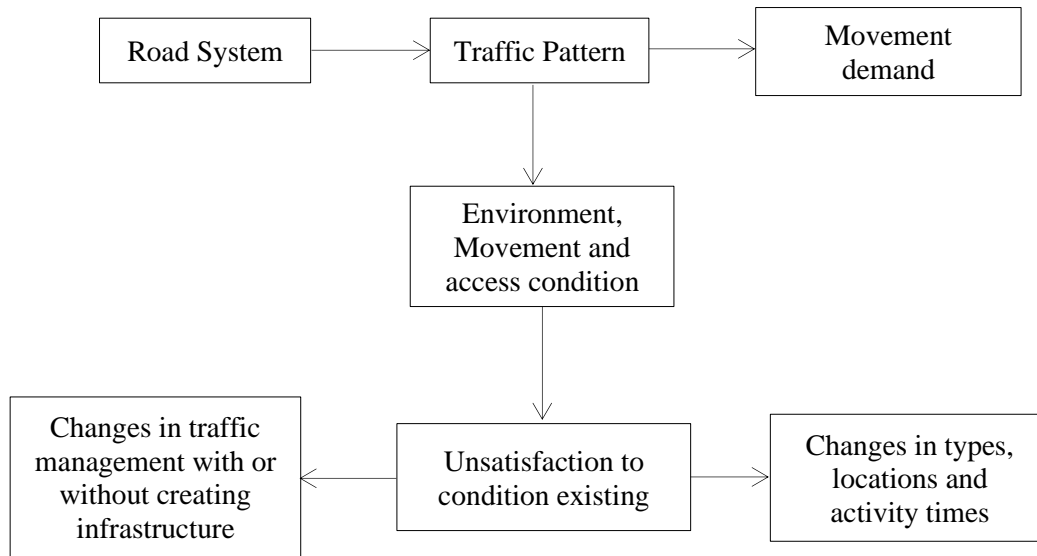 Road System
Traffic Pattern
Movement
demand
Environment,
Movement and
access condition
Changes in traffic
management with or
without creating
infrastructure
Unsatisfaction to
condition existing
Changes in types,
locations and
activity times